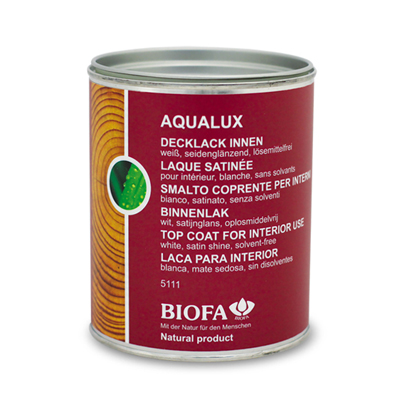 AQUALUX
DECKLACK INNEN
weiß, seidenglänzend, lösemittelfrei
LAQUE SATINÉE
pour intérieur, blanche, sans solvants
SMALTO COPRENTE PER INTERNI
bianco, satinato, senza solventi
BINNENLAK
wit, satijnglans, oplosmiddelvrij
TOP COAT FOR INTERIOR USE
white, satin shine, solvent-free
LACA PARA INTERIOR
blanca, mate sedosa, sin disolventes
5111
BIOFA
BIOFA
Mit der Natur für den Menschen
Natural product